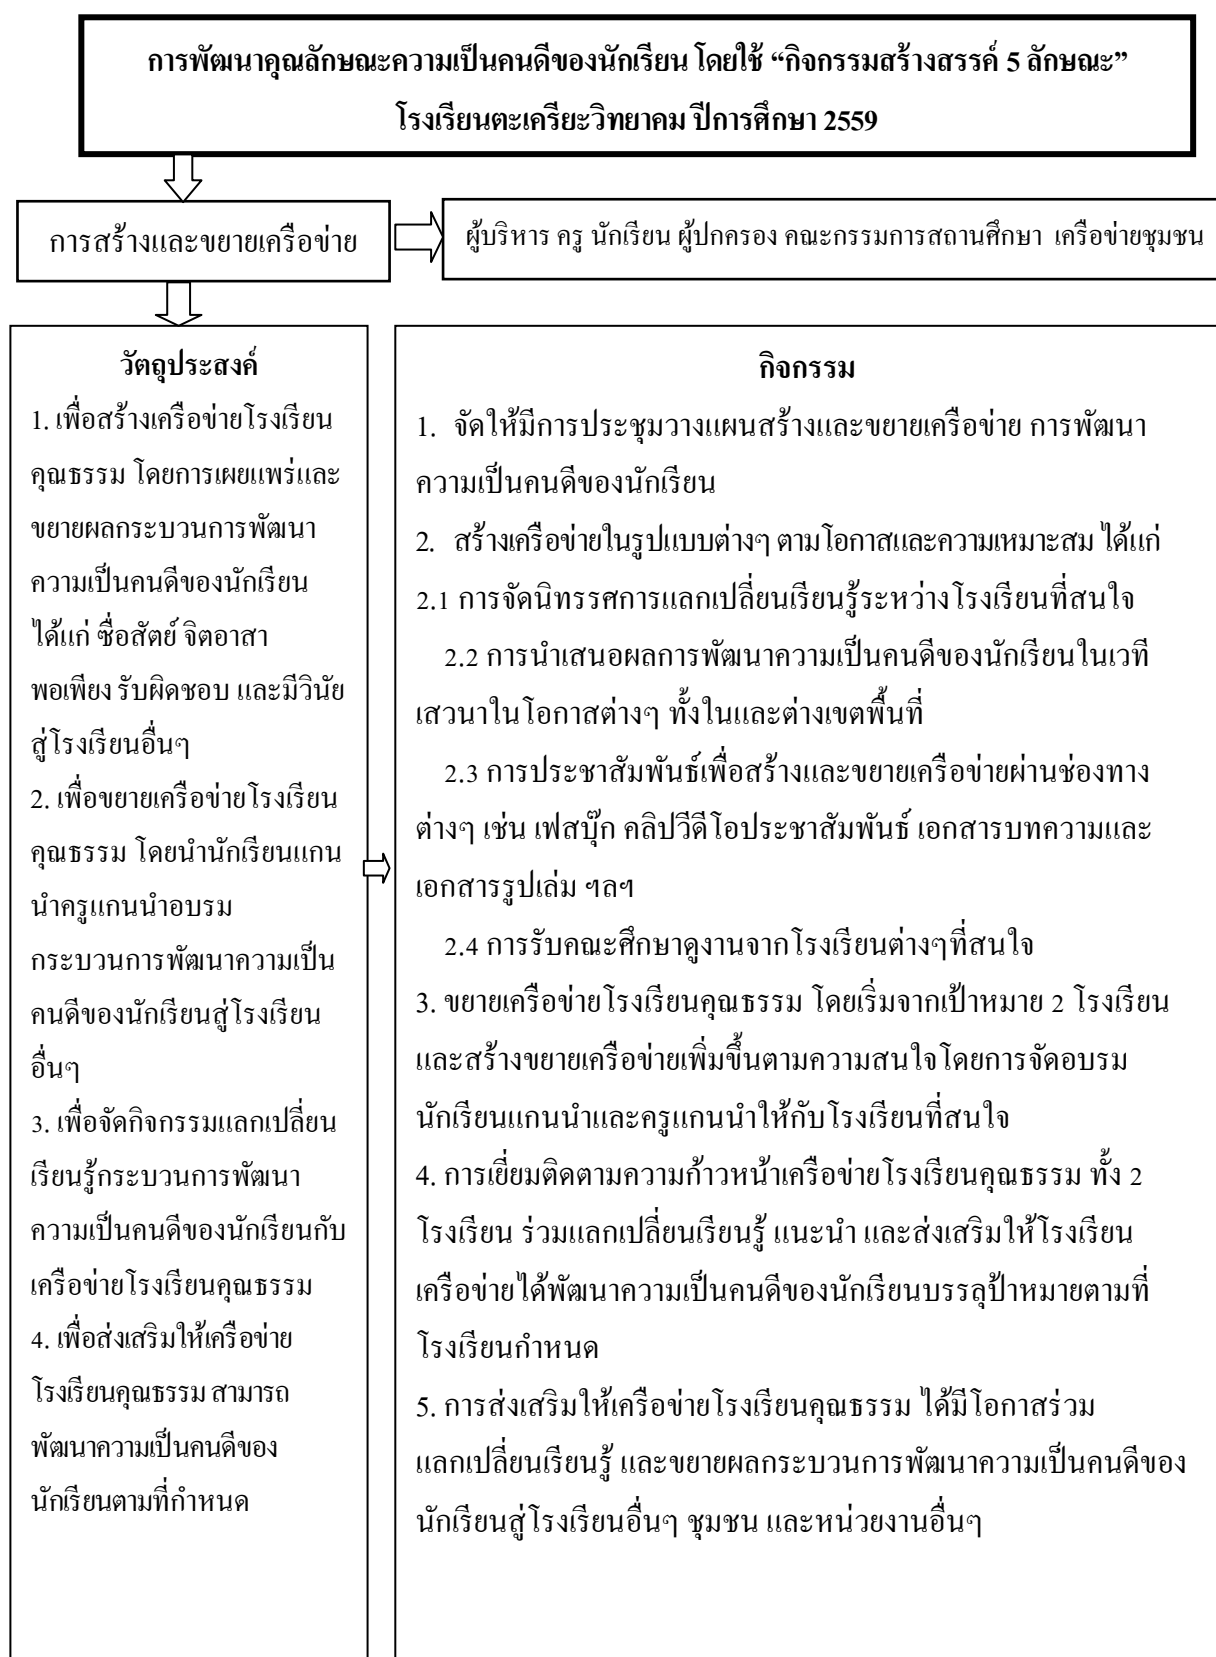 การพัฒนาคุณลักษณะความเป็นคนดีของนักเรียน โดยใช้ “กิจกรรมสร้างสรรค์ 5 ลักษณะ”
โรงเรียนตะเครียะวิทยาคม ปีการศึกษา 2559
การสร้างและขยายเครือข่าย
ผู้บริหาร ครู นักเรียน ผู้ปกครอง คณะกรรมการสถานศึกษา เครือข่ายชุมชน
วัตถุประสงค์
1. เพื่อสร้างเครือข่ายโรงเรียน
คุณธรรม โดยการเผยแพร่และ
ขยายผลกระบวนการพัฒนา
ความเป็นคนดีของนักเรียน
ได้แก่ ซื่อสัตย์ จิตอาสา
พอเพียง รับผิดชอบ และมีวินัย
สู่โรงเรียนอื่นๆ
2. เพื่อขยายเครือข่ายโรงเรียน
คุณธรรม โดยนำนักเรียนแกน
นำครูแกนนำอบรม
กระบวนการพัฒนาความเป็น
คนดีของนักเรียนสู่โรงเรียน
อื่นๆ
3. เพื่อจัดกิจกรรมแลกเปลี่ยน
เรียนรู้กระบวนการพัฒนา
ความเป็นคนดีของนักเรียนกับ
เครือข่ายโรงเรียนคุณธรรม
4. เพื่อส่งเสริมให้เครือข่าย
โรงเรียนคุณธรรม สามารถ
พัฒนาความเป็นคนดีของ
นักเรียนตามที่กำหนด
กิจกรรม
1. จัดให้มีการประชุมวางแผนสร้างและขยายเครือข่าย การพัฒนา
ความเป็นคนดีของนักเรียน
2. สร้างเครือข่ายในรูปแบบต่างๆ ตามโอกาสและความเหมาะสม ได้แก่
2.1 การจัดนิทรรศการแลกเปลี่ยนเรียนรู้ระหว่างโรงเรียนที่สนใจ
2.2 การนำเสนอผลการพัฒนาความเป็นคนดีของนักเรียนในเวที
เสวนาในโอกาสต่างๆ ทั้งในและต่างเขตพื้นที่
2.3 การประชาสัมพันธ์เพื่อสร้างและขยายเครือข่ายผ่านช่องทาง
ต่างๆ เช่น เฟสบุ๊ก คลิปวีดีโอประชาสัมพันธ์ เอกสารบทความและ
เอกสารรูปเล่ม ฯลฯ
2.4 การรับคณะศึกษาดูงานจากโรงเรียนต่างๆที่สนใจ
3. ขยายเครือข่ายโรงเรียนคุณธรรม โดยเริ่มจากเป้าหมาย 2 โรงเรียน
และสร้างขยายเครือข่ายเพิ่มขึ้นตามความสนใจโดยการจัดอบรม
นักเรียนแกนนำและครูแกนนำให้กับโรงเรียนที่สนใจ
4. การเยี่ยมติดตามความก้าวหน้าเครือข่ายโรงเรียนคุณธรรม ทั้ง 2
โรงเรียน ร่วมแลกเปลี่ยนเรียนรู้ แนะนำ และส่งเสริมให้โรงเรียน
เครือข่ายได้พัฒนาความเป็นคนดีของนักเรียนบรรลุป้าหมายตามที่
โรงเรียนกำหนด
5. การส่งเสริมให้เครือข่ายโรงเรียนคุณธรรม ได้มีโอกาสร่วม
แลกเปลี่ยนเรียนรู้ และขยายผลกระบวนการพัฒนาความเป็นคนดีของ
นักเรียนสู่โรงเรียนอื่นๆ ชุมชน และหน่วยงานอื่นๆ